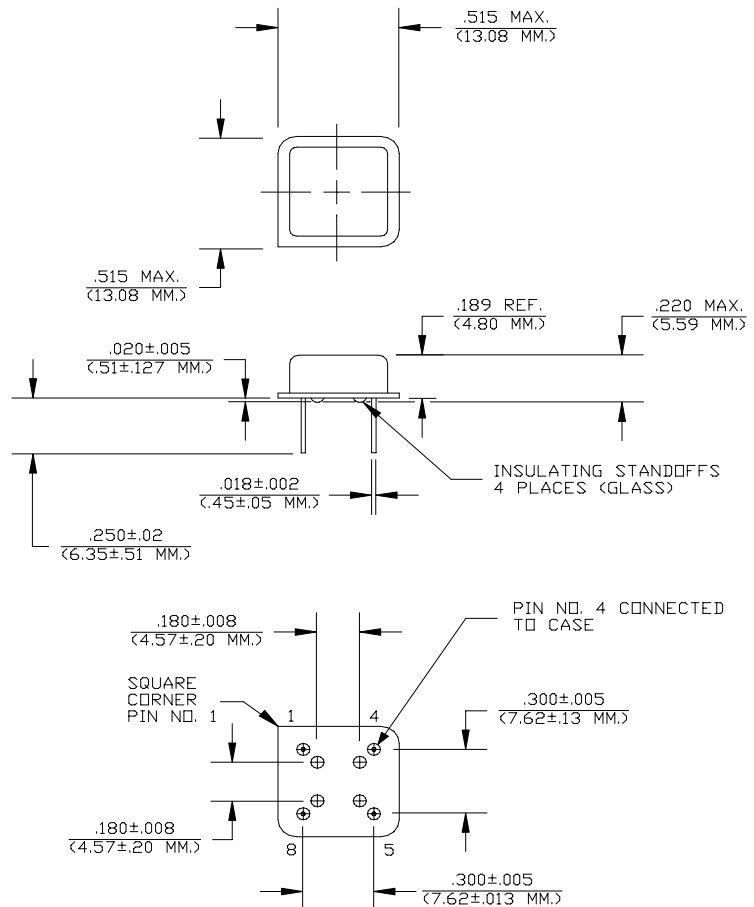 .515 MAX.
(13.08 MM.)
.515 MAX.
(13.08 MM.)
.189 REF.
(4.80 MM.)
.220 MAX.
(5.59 MM.)
.020±.005
(.51±.127 MM.)
INSULATING STANDOFFS
4 PLACES (GLASS)
.018±.002
(.45±.05 MM.)
.250±.02
(6.35±.51 MM.)
PIN NO. 4 CONNECTED
TO CASE
.180±.008
(4.57±.20 MM.)
SQUARE
CORNER
PIN NO. 1
1
4
.300±.005
(7.62±.13 MM.)
.180±.008
(4.57±.20 MM.)
8
5
.300±.005
(7.62±.013 MM.)